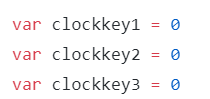 var clockkey1 = 0
var clockkey2 = 0
var clockkey3 = 0